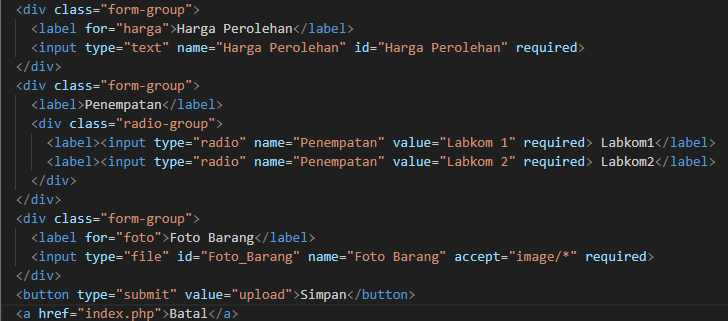 <div class="form-group">
<label for="harga">Harga Perolehan</label>
<input type="text" name="Harga Perolehan" id="Harga Perolehan" required>
</div>
<div class="form-group">
<label>Penempatan</label>
<div class="radio-group">
<label><input type="radio" name="Penempatan" value="Labkom 1" required> Labkom1</label>
<label><input type="radio" name="Penempatan" value="Labkom 2" required> Labkom2</label>
</div>
</div>
<div class="form-group">
<label for="foto">Foto Barang</label>
<input type="file" id="Foto_Barang" name="Foto Barang" accept="image/*" required>
</div>
<button type="submit" value="upload">Simpan</button>
<a href="index.php">Batal</a>